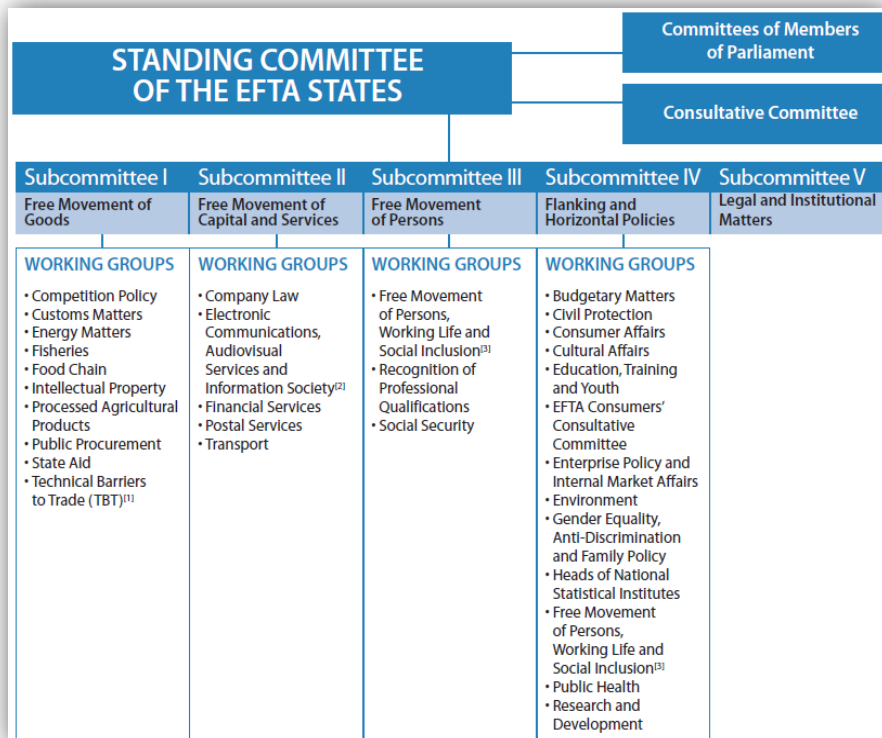 STANDING COMMITTEE
OF THE EFTA STATES
Committees of Members
of Parliament
Consultative Committee
Subcommittee I
Free Movement of
Goods
WORKING GROUPS
• Competition Policy
• Customs Matters
• Energy Matters
• Fisheries
• Food Chain
• Intellectual Property
• Processed Agricultural
Products
• Public Procurement
• State Aid
• Technical Barriers
to Trade (TBT)[1]
Subcommittee II
Free Movement of
Capital and Services
WORKING GROUPS
• Company Law
• Electronic
Communications,
Audiovisual
Services and
Information Society[2]
• Financial Services
• Postal Services
• Transport
Subcommittee III
Free Movement
of Persons
WORKING GROUPS
• Free Movement
of Persons,
Working Life and
Social Inclusion[3]
• Recognition of
Professional
Qualifications
• Social Security
Subcommittee IV
Flanking and
Horizontal Policies
WORKING GROUPS
• Budgetary Matters
• Civil Protection
• Consumer Affairs
• Cultural Affairs
• Education, Training
and Youth
• EFTA Consumers'
Consultative
Committee
• Enterprise Policy and
Internal Market Affairs
• Environment
• Gender Equality,
Anti-Discrimination
and Family Policy
• Heads of National
Statistical Institutes
• Free Movement
of Persons,
Working Life and
Social Inclusion[3]
• Public Health
• Research and
Development
Subcommittee V
Legal and Institutional
Matters